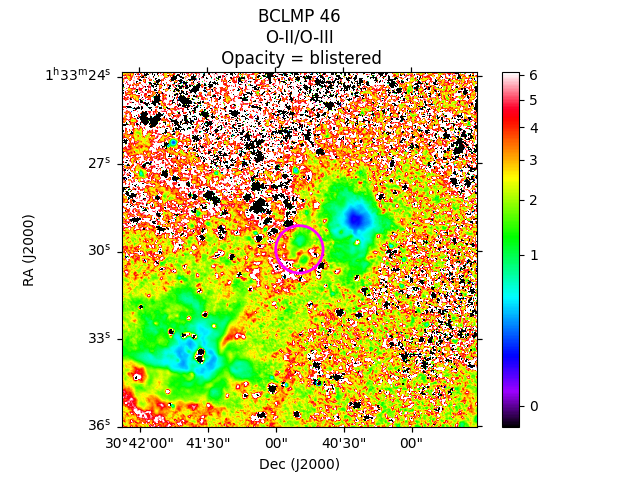 BCLMP 46
O-II/O-III
Opacity = blistered
1ʰ33ᵐ24ˢ
27ˢ
30ˢ
33ˢ
36ˢ
RA (J2000)
30°42'00" 41'30" 00" 40'30" 00"
Dec (J2000)
6
5
4
3
2
1
0